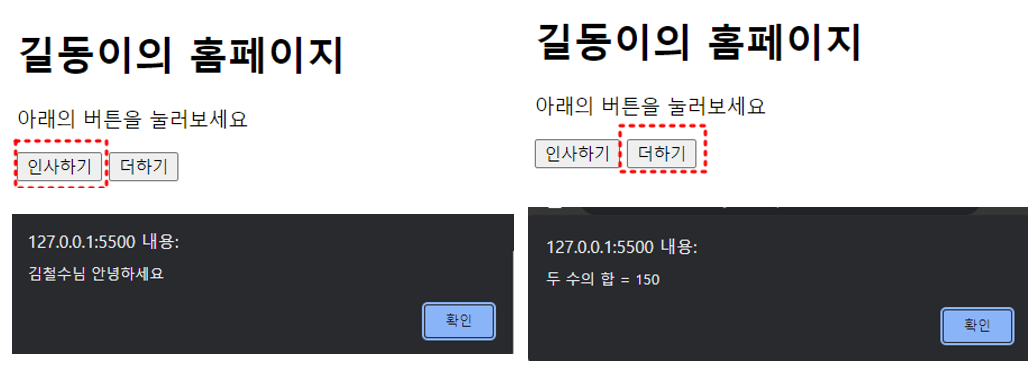 길동이의 홈페이지
아래의 버튼을 눌러보세요
인사하기 더하기
127.0.0.1:5500 내용:
김철수님 안녕하세요
확인
길동이의 홈페이지
아래의 버튼을 눌러보세요
인사하기 더하기
127.0.0.1:5500 내용:
두 수의 합 = 150
확인